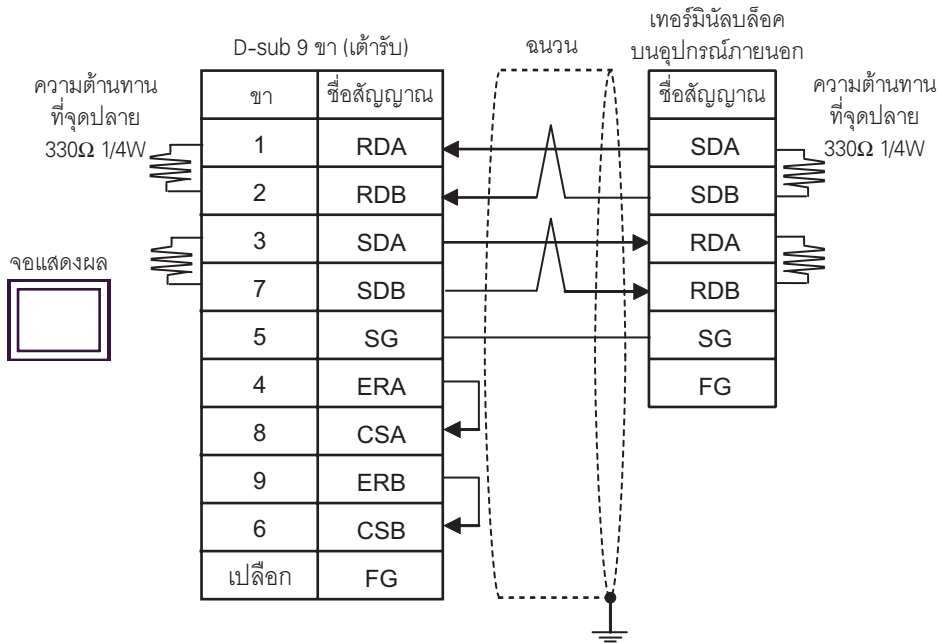 D-sub 9 ขา (เต้ารับ)
ฉนวน
เทอร์มินัลบล็อค
บนอุปกรณ์ภายนอก
ความต้านทาน
ที่จุดปลาย
330Ω 1/4W
ขา ชื่อสัญญาณ
1 RDA
2 RDB
3 SDA
7 SDB
5 SG
4 ERA
8 CSA
9 ERB
6 CSB
เปลือก FG
จอแสดงผล
ชื่อสัญญาณ
SDA
SDB
RDA
RDB
SG
FG
ความต้านทาน
ที่จุดปลาย
330Ω 1/4W